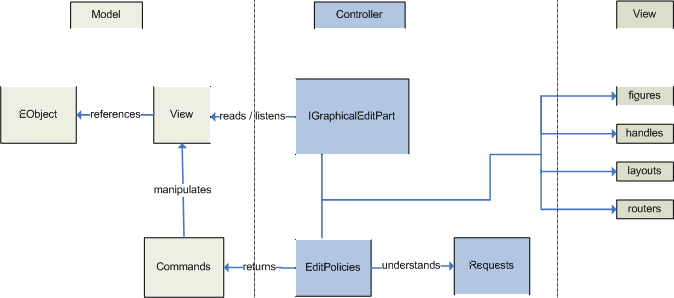 Model
Controller
View
figures
EObject
references
View
reads / listens
IGraphicalEditPart
handles
layouts
manipulates
routers
Commands
returns
EditPolicies
understands
Requests